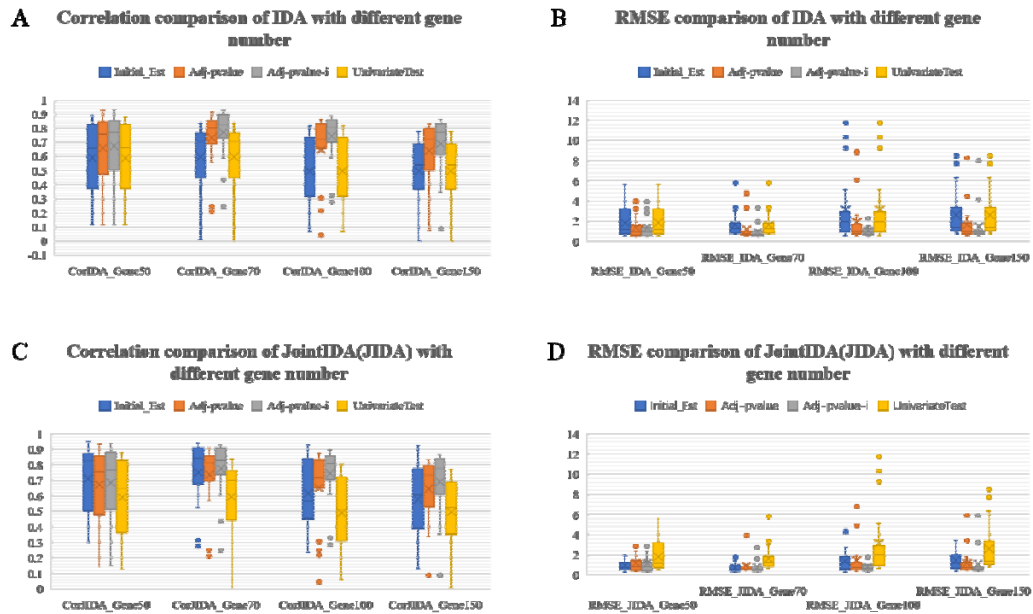 A
Correlation comparison of IDA with different gene
number
Initial_Est Adj-pvalue Adj-pvalue-i UnivariateTest
1
0.9
0.8
0.7
0.6
0.5
0.4
0.3
0.2
0.1
0
-0.1
CorIDA_Gene50 CorIDA_Gene70 CorIDA_Gene100 CorIDA_Gene150
B
RMSE comparison of IDA with different gene
number
Initial_Est Adj-pvalue Adj-pvalue-i UnivariateTest
14
12
10
8
6
4
2
0
RMSE_IDA_Gene50 RMSE_IDA_Gene70 RMSE_IDA_Gene100 RMSE_IDA_Gene150
C
Correlation comparison of JointIDA(JIDA) with
different gene number
Initial_Est Adj-pvalue Adj-pvalue-i UnivariateTest
1
0.9
0.8
0.7
0.6
0.5
0.4
0.3
0.2
0.1
0
CorJIDA_Gene50 CorJIDA_Gene70 CorJIDA_Gene100 CorJIDA_Gene150
D
RMSE comparison of JointIDA(JIDA) with different
gene number
Initial_Est Adj-pvalue Adj-pvalue-i UnivariateTest
14
12
10
8
6
4
2
0
RMSE_JIDA_Gene50 RMSE_JIDA_Gene70 RMSE_JIDA_Gene100 RMSE_JIDA_Gene150